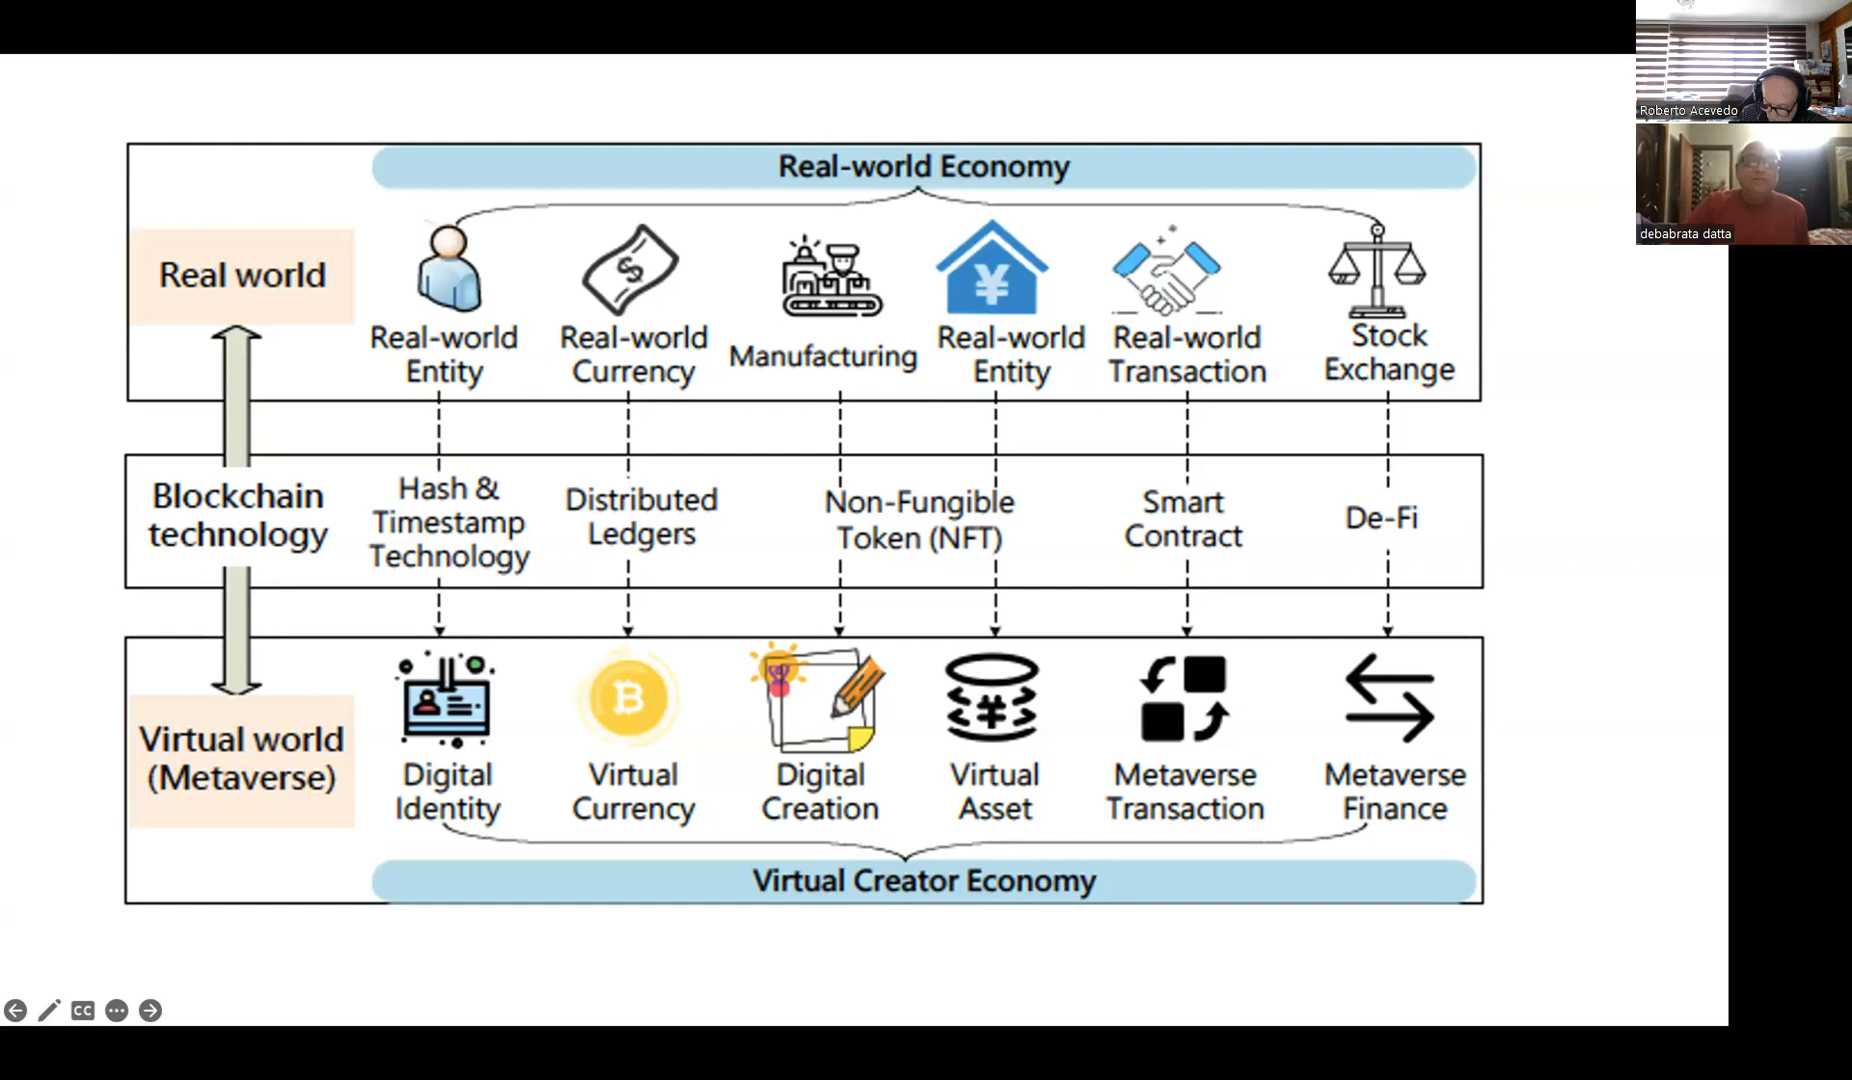 Roberto Acevedo
debabrata datta
Real-world Economy
Real world
Real-world
Entity
Real-world
Currency
Manufacturing
Real-world
Entity
Real-world
Transaction
Stock
Exchange
Blockchain
technology
Hash &
Timestamp
Technology
Distributed
Ledgers
Non-Fungible
Token (NFT)
Smart
Contract
De-Fi
Virtual world
(Metaverse)
Digital
Identity
Virtual
Currency
Digital
Creation
Virtual
Asset
Metaverse
Transaction
Metaverse
Finance
Virtual Creator Economy
CC